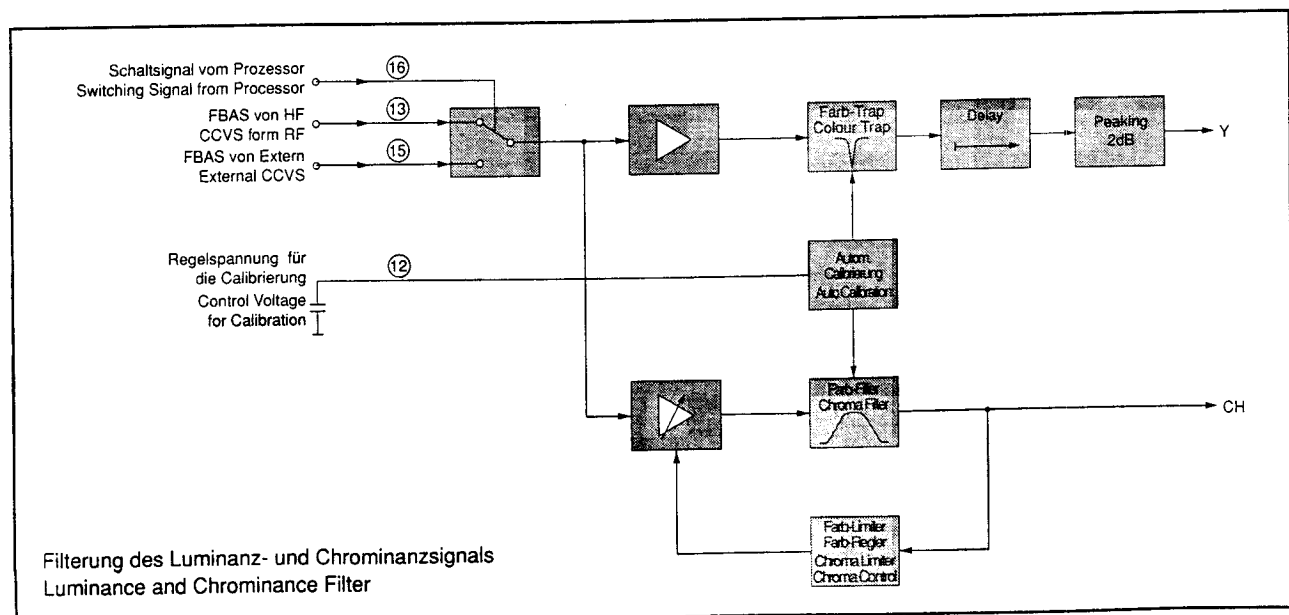 Schaltsignal vom Prozessor
Switching Signal from Processor
16
FBAS von HF
CCVS form RF
13
FBAS von Extern
External CCVS
15
Farb-Trap
Colour Trap
Delay
Peaking
2dB
Y
Regelspannung für
die Calibrierung
Control Voltage
for Calibration
12
Autom.
Calibrierung
Auto Calibration
Farb-Filter
Chroma Filter
CH
Farb-Limiter
Farb-Regler
Chroma Limiter
Chroma Control
Filterung des Luminanz- und Chrominanzsignals
Luminance and Chrominance Filter